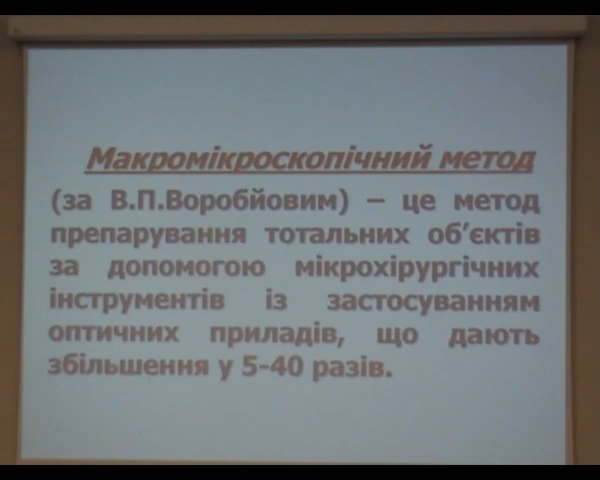 Макромікроскопічний метод
(за В.П.Воробйовим) – це метод
препарування тотальних об'єктів
за допомогою мікрохірургічних
інструментів із застосуванням
оптичних приладів, що дають
збільшення у 5-40 разів.